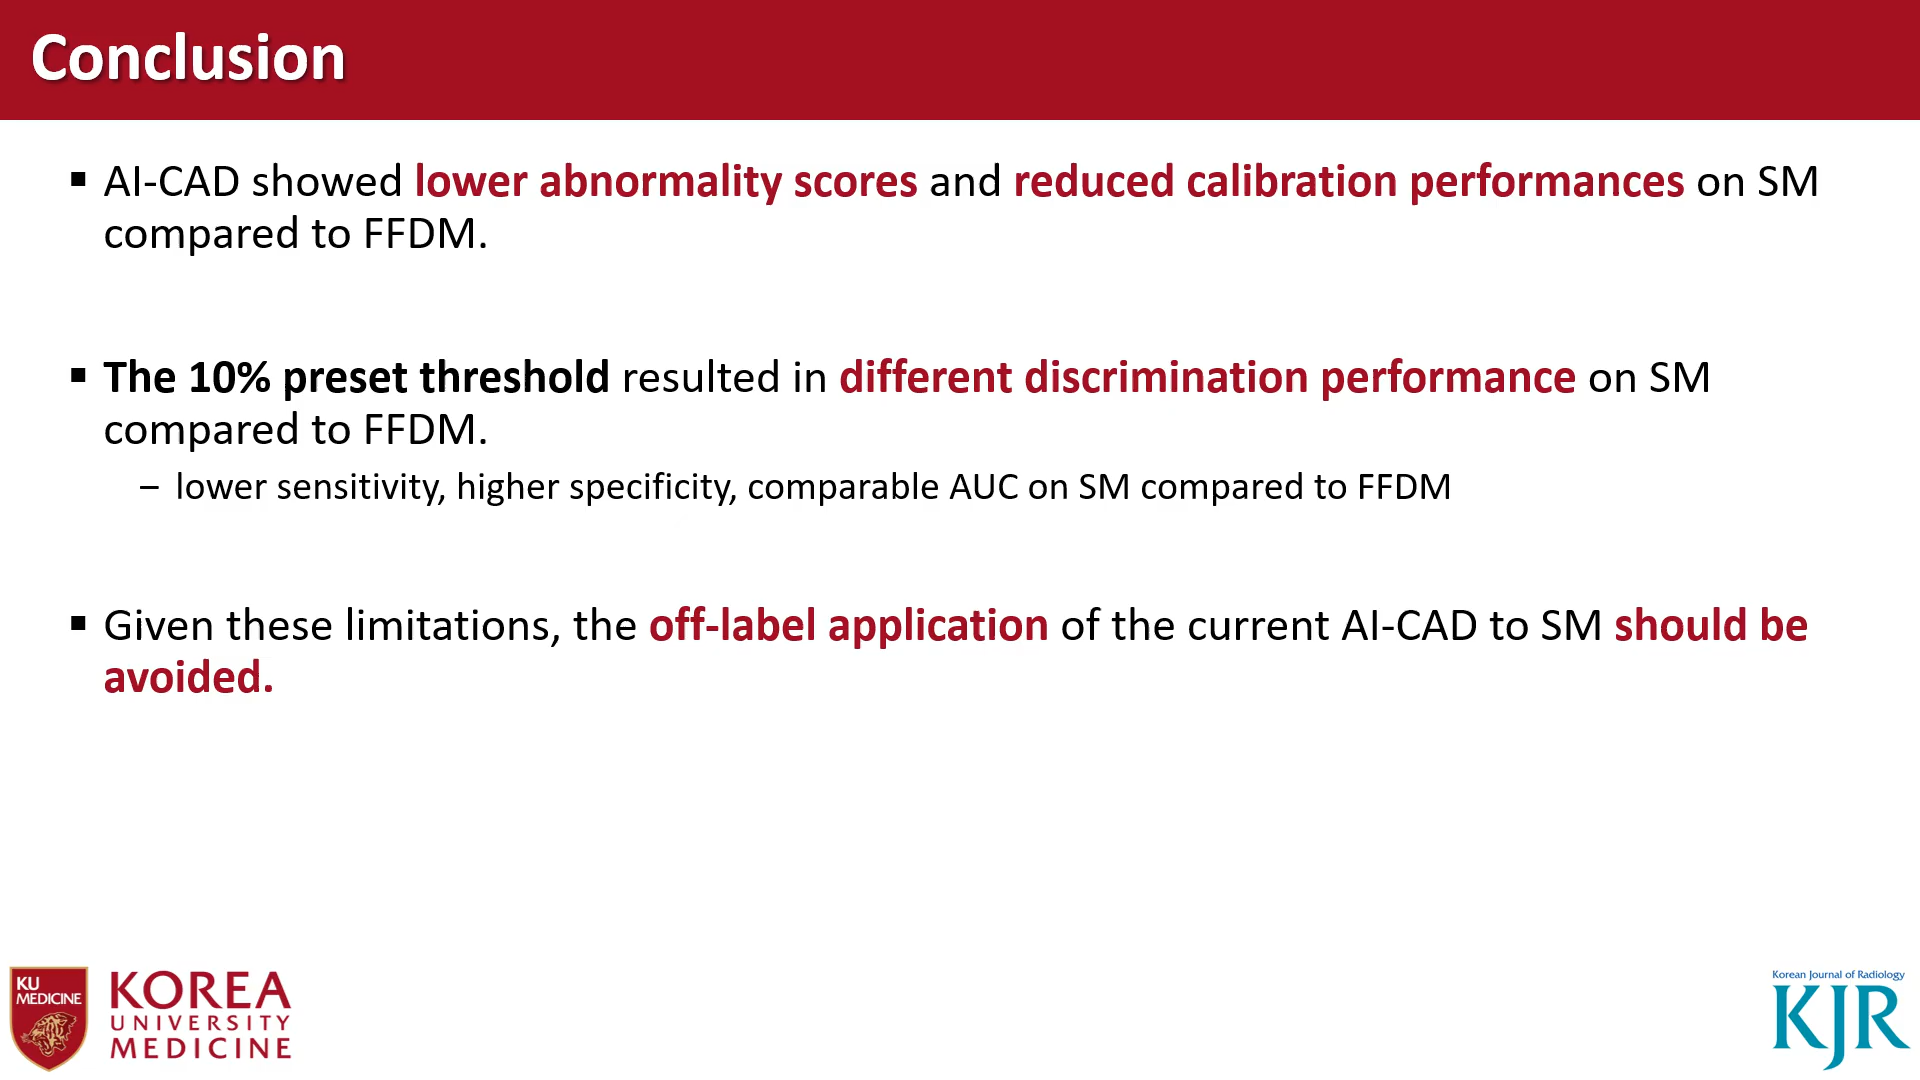 Conclusion
▪ AI-CAD showed lower abnormality scores and reduced calibration performances on SM
compared to FFDM.
▪ The 10% preset threshold resulted in different discrimination performance on SM
compared to FFDM.
– lower sensitivity, higher specificity, comparable AUC on SM compared to FFDM
▪ Given these limitations, the off-label application of the current AI-CAD to SM should be
avoided.
KU
MEDICINE
KOREA
UNIVERSITY
MEDICINE
Korean Journal of Radiology
KJR